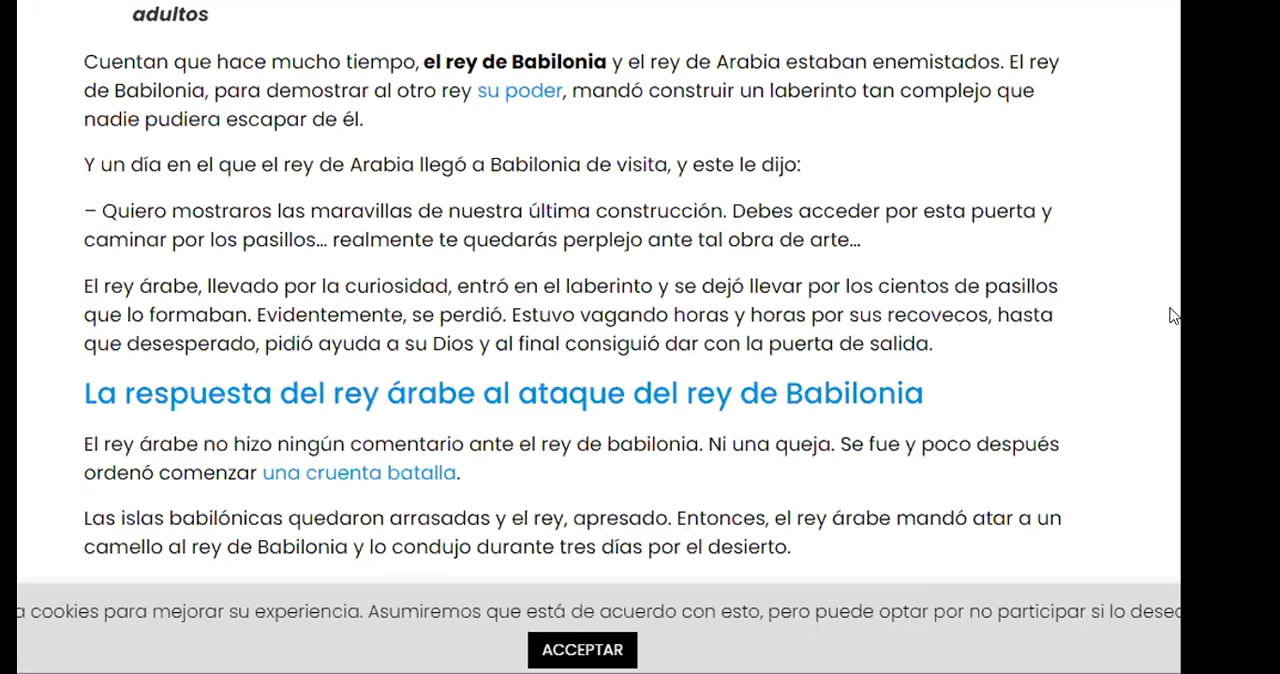 adultos
Cuentan que hace mucho tiempo, el rey de Babilonia y el rey de Arabia estaban enemistados. El rey
de Babilonia, para demostrar al otro rey su poder, mandó construir un laberinto tan complejo que
nadie pudiera escapar de él.
Y un día en el que el rey de Arabia llegó a Babilonia de visita, y este le dijo:
– Quiero mostraros las maravillas de nuestra última construcción. Debes acceder por esta puerta y
caminar por los pasillos... realmente te quedarás perplejo ante tal obra de arte...
El rey árabe, llevado por la curiosidad, entró en el laberinto y se dejó llevar por los cientos de pasillos
que lo formaban. Evidentemente, se perdió. Estuvo vagando horas y horas por sus recovecos, hasta
que desesperado, pidió ayuda a su Dios y al final consiguió dar con la puerta de salida.
La respuesta del rey árabe al ataque del rey de Babilonia
El rey árabe no hizo ningún comentario ante el rey de babilonia. Ni una queja. Se fue y poco después
ordenó comenzar una cruenta batalla.
Las islas babilónicas quedaron arrasadas y el rey, apresado. Entonces, el rey árabe mandó atar a un
camello al rey de Babilonia y lo condujo durante tres días por el desierto.
a cookies para mejorar su experiencia. Asumiremos que está de acuerdo con esto, pero puede optar por no participar si lo desea
ACCEPTAR